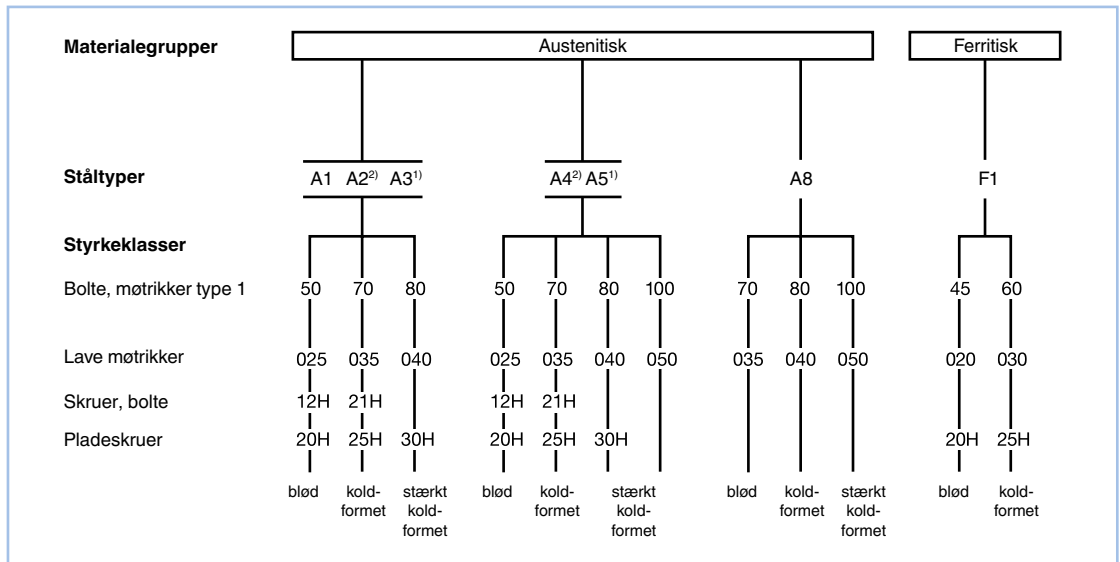 Materialegrupper Austenitisk Ferritisk
Ståltyper A1 A2²⁾ A3¹⁾ A4²⁾ A5¹⁾ A8 F1
Styrkeklasser
Bolte, møtrikker type 1 50 70 80 50 70 80 100 70 80 100 45 60
Lave møtrikker 025 035 040 025 035 040 050 035 040 050 020 030
Skruer, bolte 12H 21H 12H 21H
Pladeskruer 20H 25H 30H 20H 25H 30H 20H 25H
blød kold- stærkt blød kold- stærkt blød kold- stærkt blød kold-
formet kold- formet kold- formet kold- formet
formet formet formet